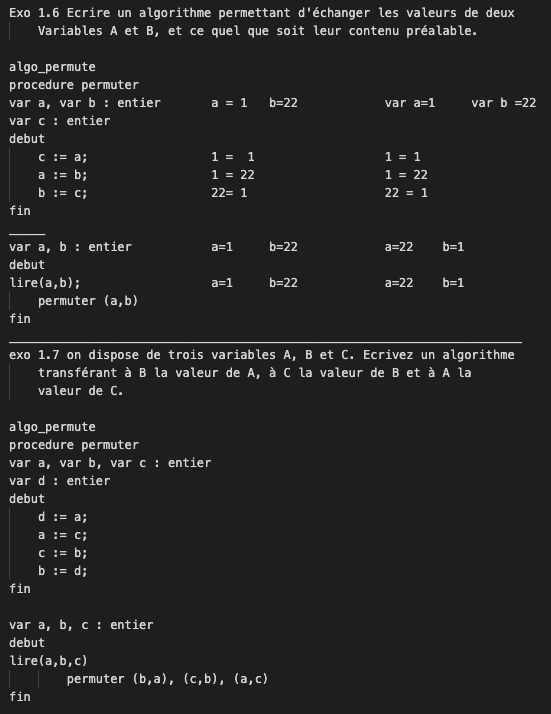 Exo 1.6 Ecrire un algorithme permettant d'échanger les valeurs de deux
Variables A et B, et ce quel que soit leur contenu préalable.
algo_permute
procedure permuter
var a, var b : entier a = 1 b=22 var a=1 var b =22
var c : entier
debut
c := a; 1 = 1 1 = 1
a := b; 1 = 22 1 = 22
b := c; 22= 1 22 = 1
fin
_____
var a, b : entier a=1 b=22 a=22 b=1
debut
lire(a,b); a=1 b=22 a=22 b=1
permuter (a,b)
fin
_______________________________________________________________________
exo 1.7 on dispose de trois variables A, B et C. Ecrivez un algorithme
transférant à B la valeur de A, à C la valeur de B et à A la
valeur de C.
algo_permute
procedure permuter
var a, var b, var c : entier
var d : entier
debut
d := a;
a := c;
c := b;
b := d;
fin
var a, b, c : entier
debut
lire(a,b,c)
permuter (b,a), (c,b), (a,c)
fin